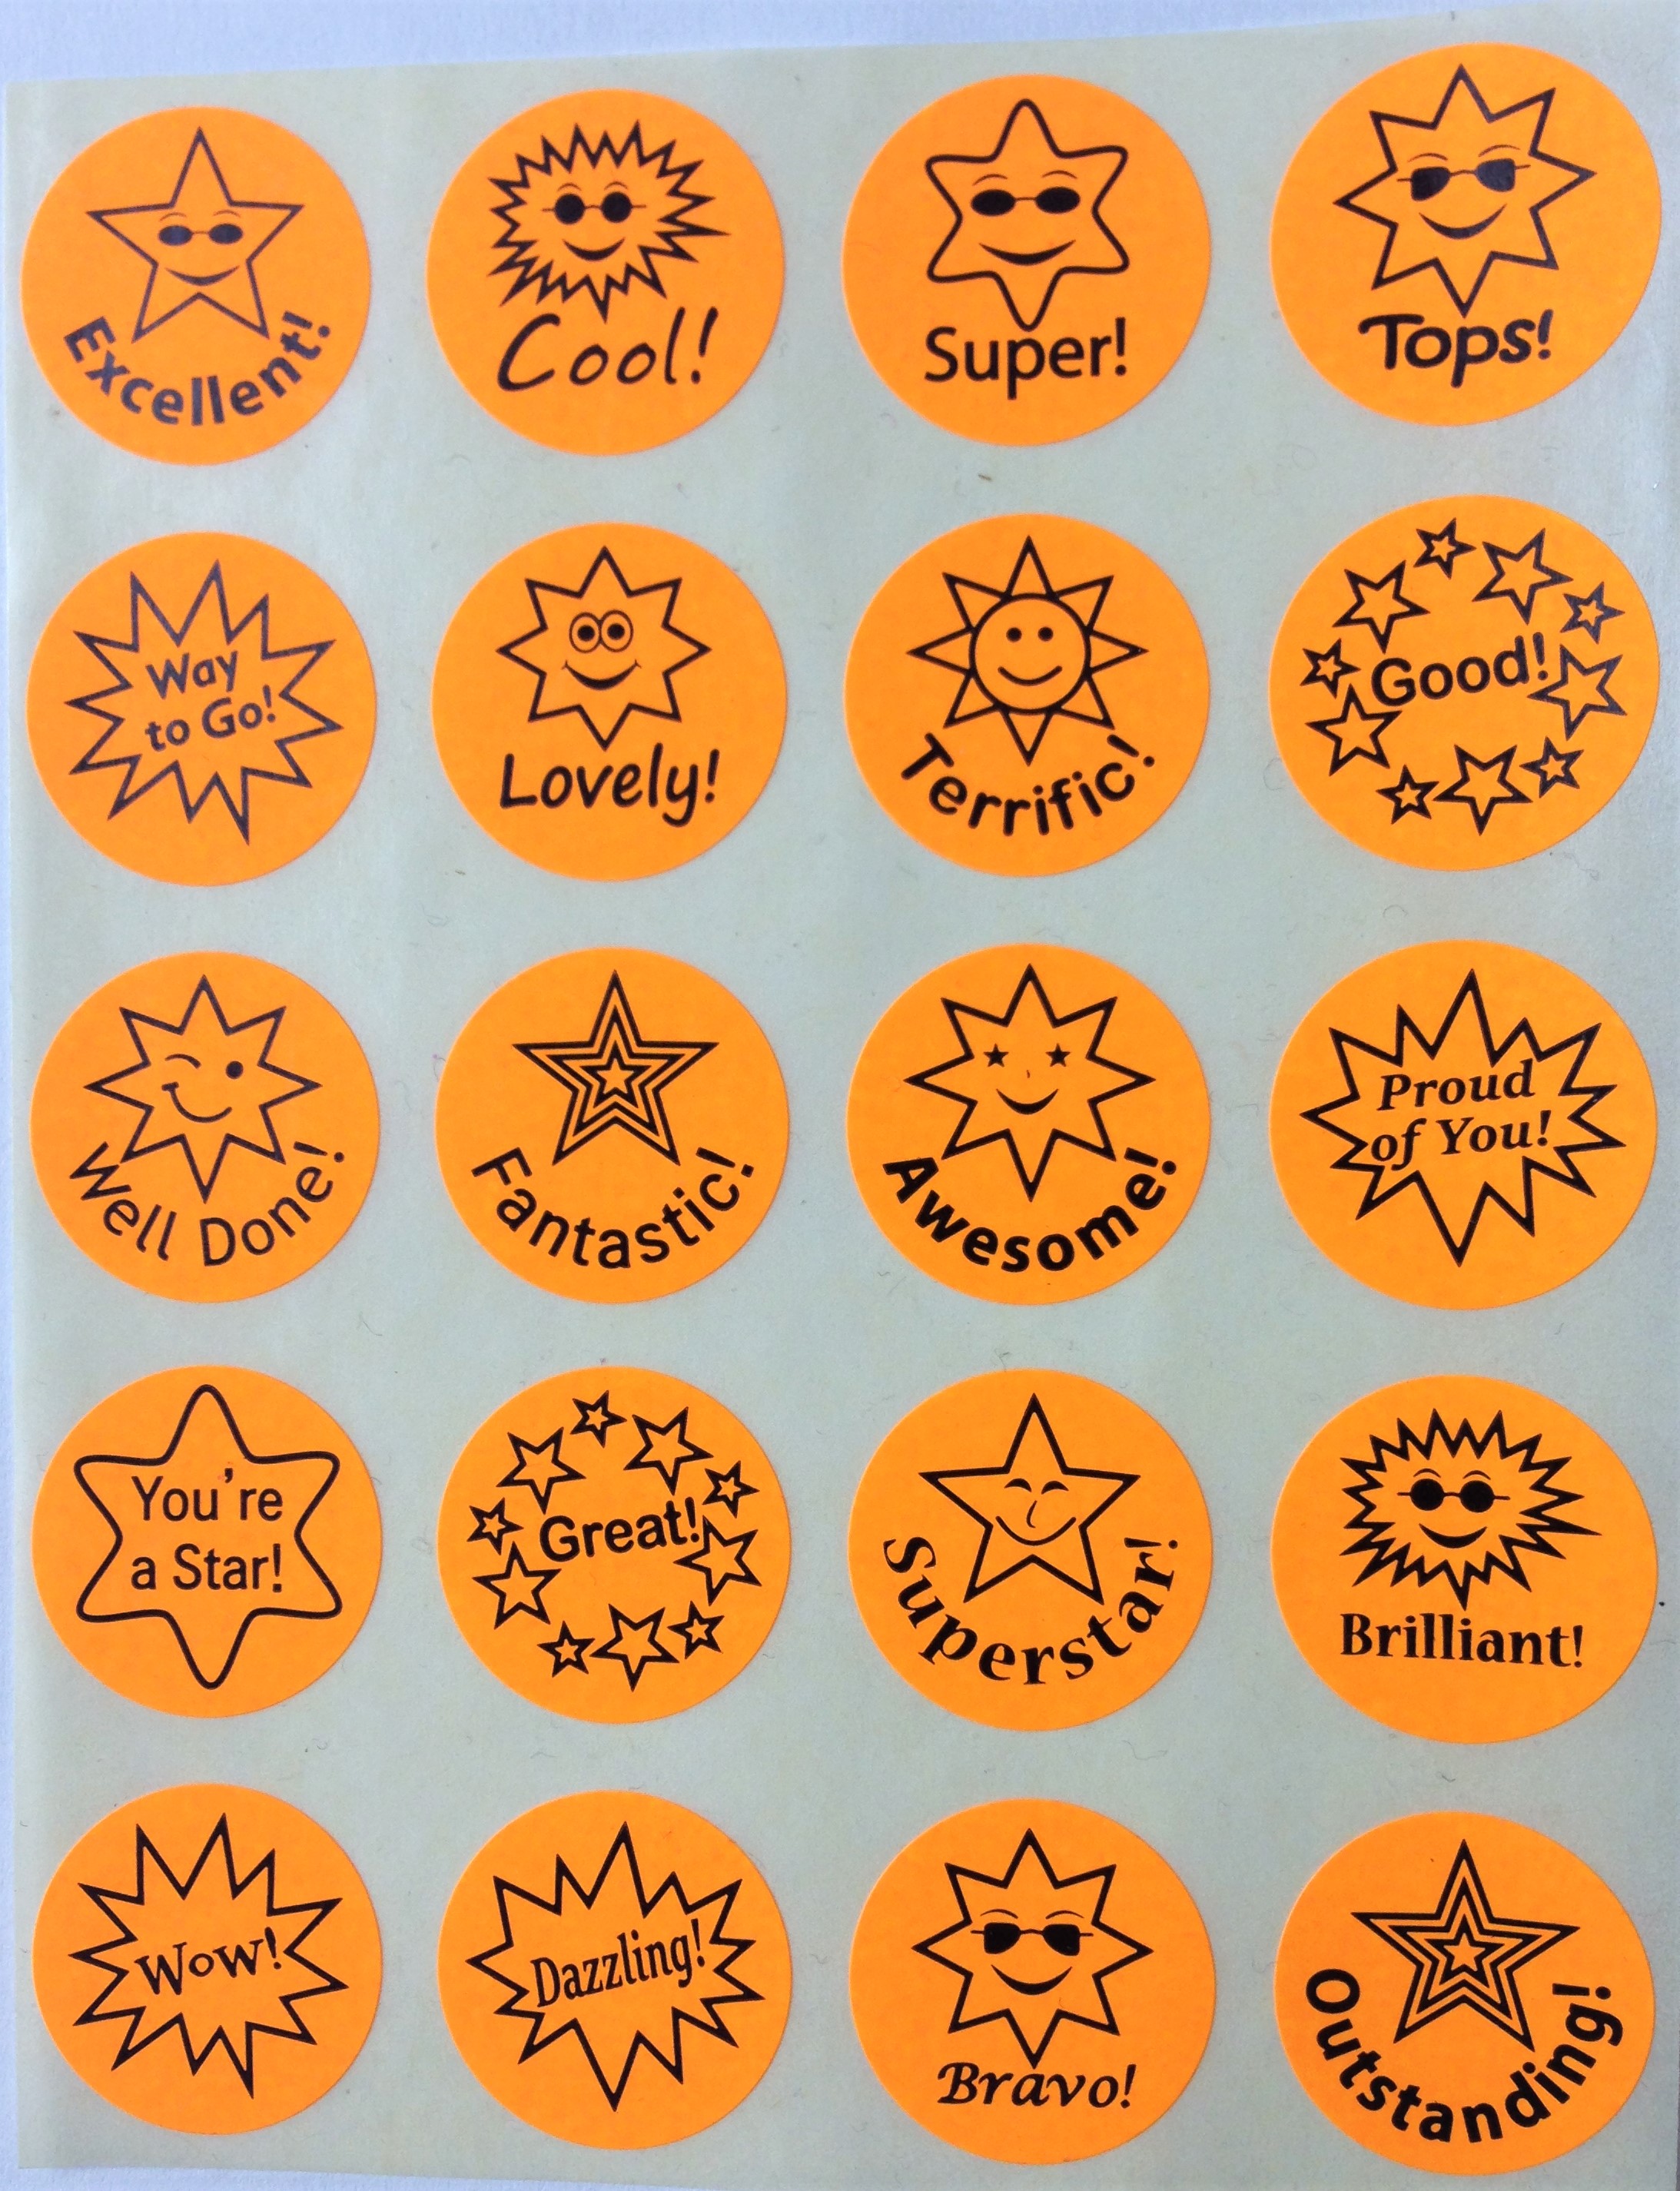 Excellent!
Cool!
Super!
Tops!
Way
to Go!
Lovely!
Terrific!
Good!
Well Done!
Fantastic!
Awesome!
Proud
of You!
You're
a Star!
Great!
Superstar!
Brilliant!
Wow!
Dazzling!
Bravo!
Outstanding!